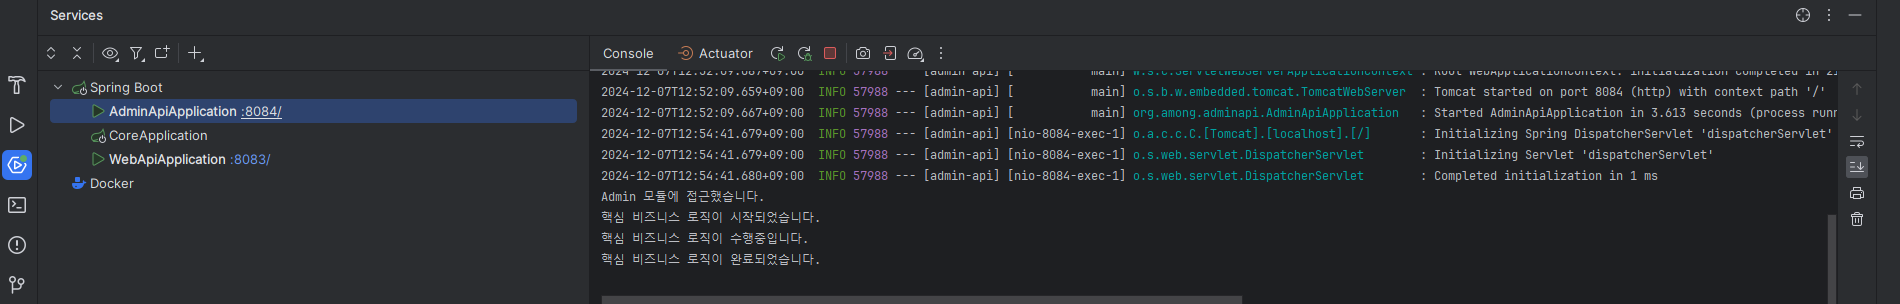 Services
Console
Actuator
Spring Boot
AdminApiApplication :8084/
CoreApplication
WebApiApplication :8083/
Docker
2024-12-07T12:52:09.659+09:00  INFO 57988 --- [admin-api] [           main] o.s.b.w.embedded.tomcat.TomcatWebServer  : Tomcat started on port 8084 (http) with context path '/'
2024-12-07T12:52:09.667+09:00  INFO 57988 --- [admin-api] [           main] org.among.adminapi.AdminApiApplication   : Started AdminApiApplication in 3.613 seconds (process runn
2024-12-07T12:54:41.679+09:00  INFO 57988 --- [admin-api] [nio-8084-exec-1] o.a.c.c.C.[Tomcat].[localhost].[/]       : Initializing Spring DispatcherServlet 'dispatcherServlet'
2024-12-07T12:54:41.679+09:00  INFO 57988 --- [admin-api] [nio-8084-exec-1] o.s.web.servlet.DispatcherServlet        : Initializing Servlet 'dispatcherServlet'
2024-12-07T12:54:41.680+09:00  INFO 57988 --- [admin-api] [nio-8084-exec-1] o.s.web.servlet.DispatcherServlet        : Completed initialization in 1 ms
Admin 모듈에 접근했습니다.
핵심 비즈니스 로직이 시작되었습니다.
핵심 비즈니스 로직이 수행중입니다.
핵심 비즈니스 로직이 완료되었습니다.